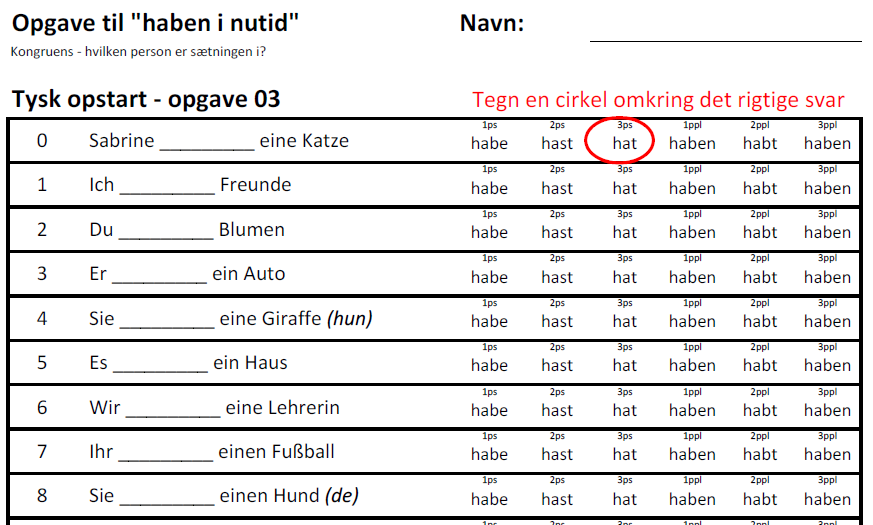 Opgave til "haben i nutid" Navn: ____________________
Kongruens - hvilken person er sætningen i?
Tysk opstart - opgave 03 Tegn en cirkel omkring det rigtige svar
1ps 2ps 3ps 1ppl 2ppl 3ppl
0 Sabrine _________ eine Katze habe hast hat haben habt haben
1ps 2ps 3ps 1ppl 2ppl 3ppl
1 Ich _________ Freunde habe hast hat haben habt haben
1ps 2ps 3ps 1ppl 2ppl 3ppl
2 Du _________ Blumen habe hast hat haben habt haben
1ps 2ps 3ps 1ppl 2ppl 3ppl
3 Er _________ ein Auto habe hast hat haben habt haben
1ps 2ps 3ps 1ppl 2ppl 3ppl
4 Sie _________ eine Giraffe (hun) habe hast hat haben habt haben
1ps 2ps 3ps 1ppl 2ppl 3ppl
5 Es _________ ein Haus habe hast hat haben habt haben
1ps 2ps 3ps 1ppl 2ppl 3ppl
6 Wir _________ eine Lehrerin habe hast hat haben habt haben
1ps 2ps 3ps 1ppl 2ppl 3ppl
7 Ihr _________ einen Fußball habe hast hat haben habt haben
1ps 2ps 3ps 1ppl 2ppl 3ppl
8 Sie _________ einen Hund (de) habe hast hat haben habt haben
1ps 2ps 3ps 1ppl 2ppl 3ppl